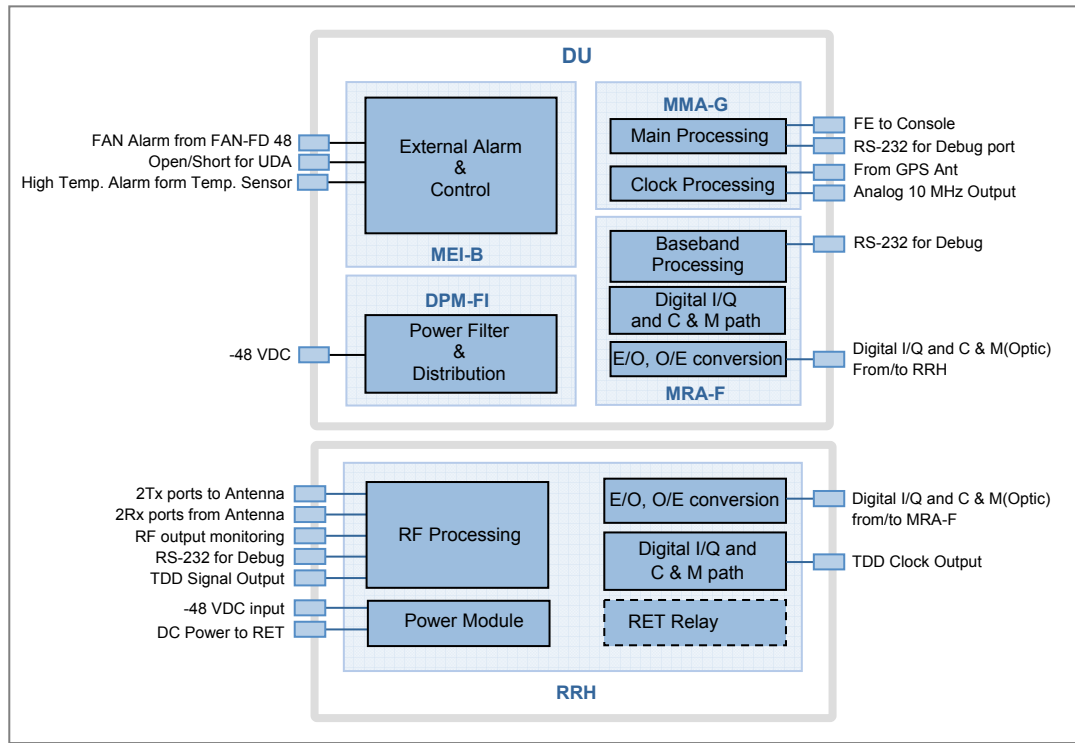 DU
FAN Alarm from FAN-FD 48
Open/Short for UDA
High Temp. Alarm form Temp. Sensor
External Alarm
&
Control
MEI-B
MMA-G
Main Processing
Clock Processing
FE to Console
RS-232 for Debug port
From GPS Ant
Analog 10 MHz Output
DPM-FI
Power Filter
&
Distribution
-48 VDC
Baseband
Processing
Digital I/Q
and C & M path
E/O, O/E conversion
MRA-F
RS-232 for Debug
Digital I/Q and C & M(Optic)
From/to RRH
2Tx ports to Antenna
2Rx ports from Antenna
RF output monitoring
RS-232 for Debug
TDD Signal Output
-48 VDC input
DC Power to RET
RF Processing
Power Module
E/O, O/E conversion
Digital I/Q and
C & M path
RET Relay
Digital I/Q and C & M(Optic)
from/to MRA-F
TDD Clock Output
RRH